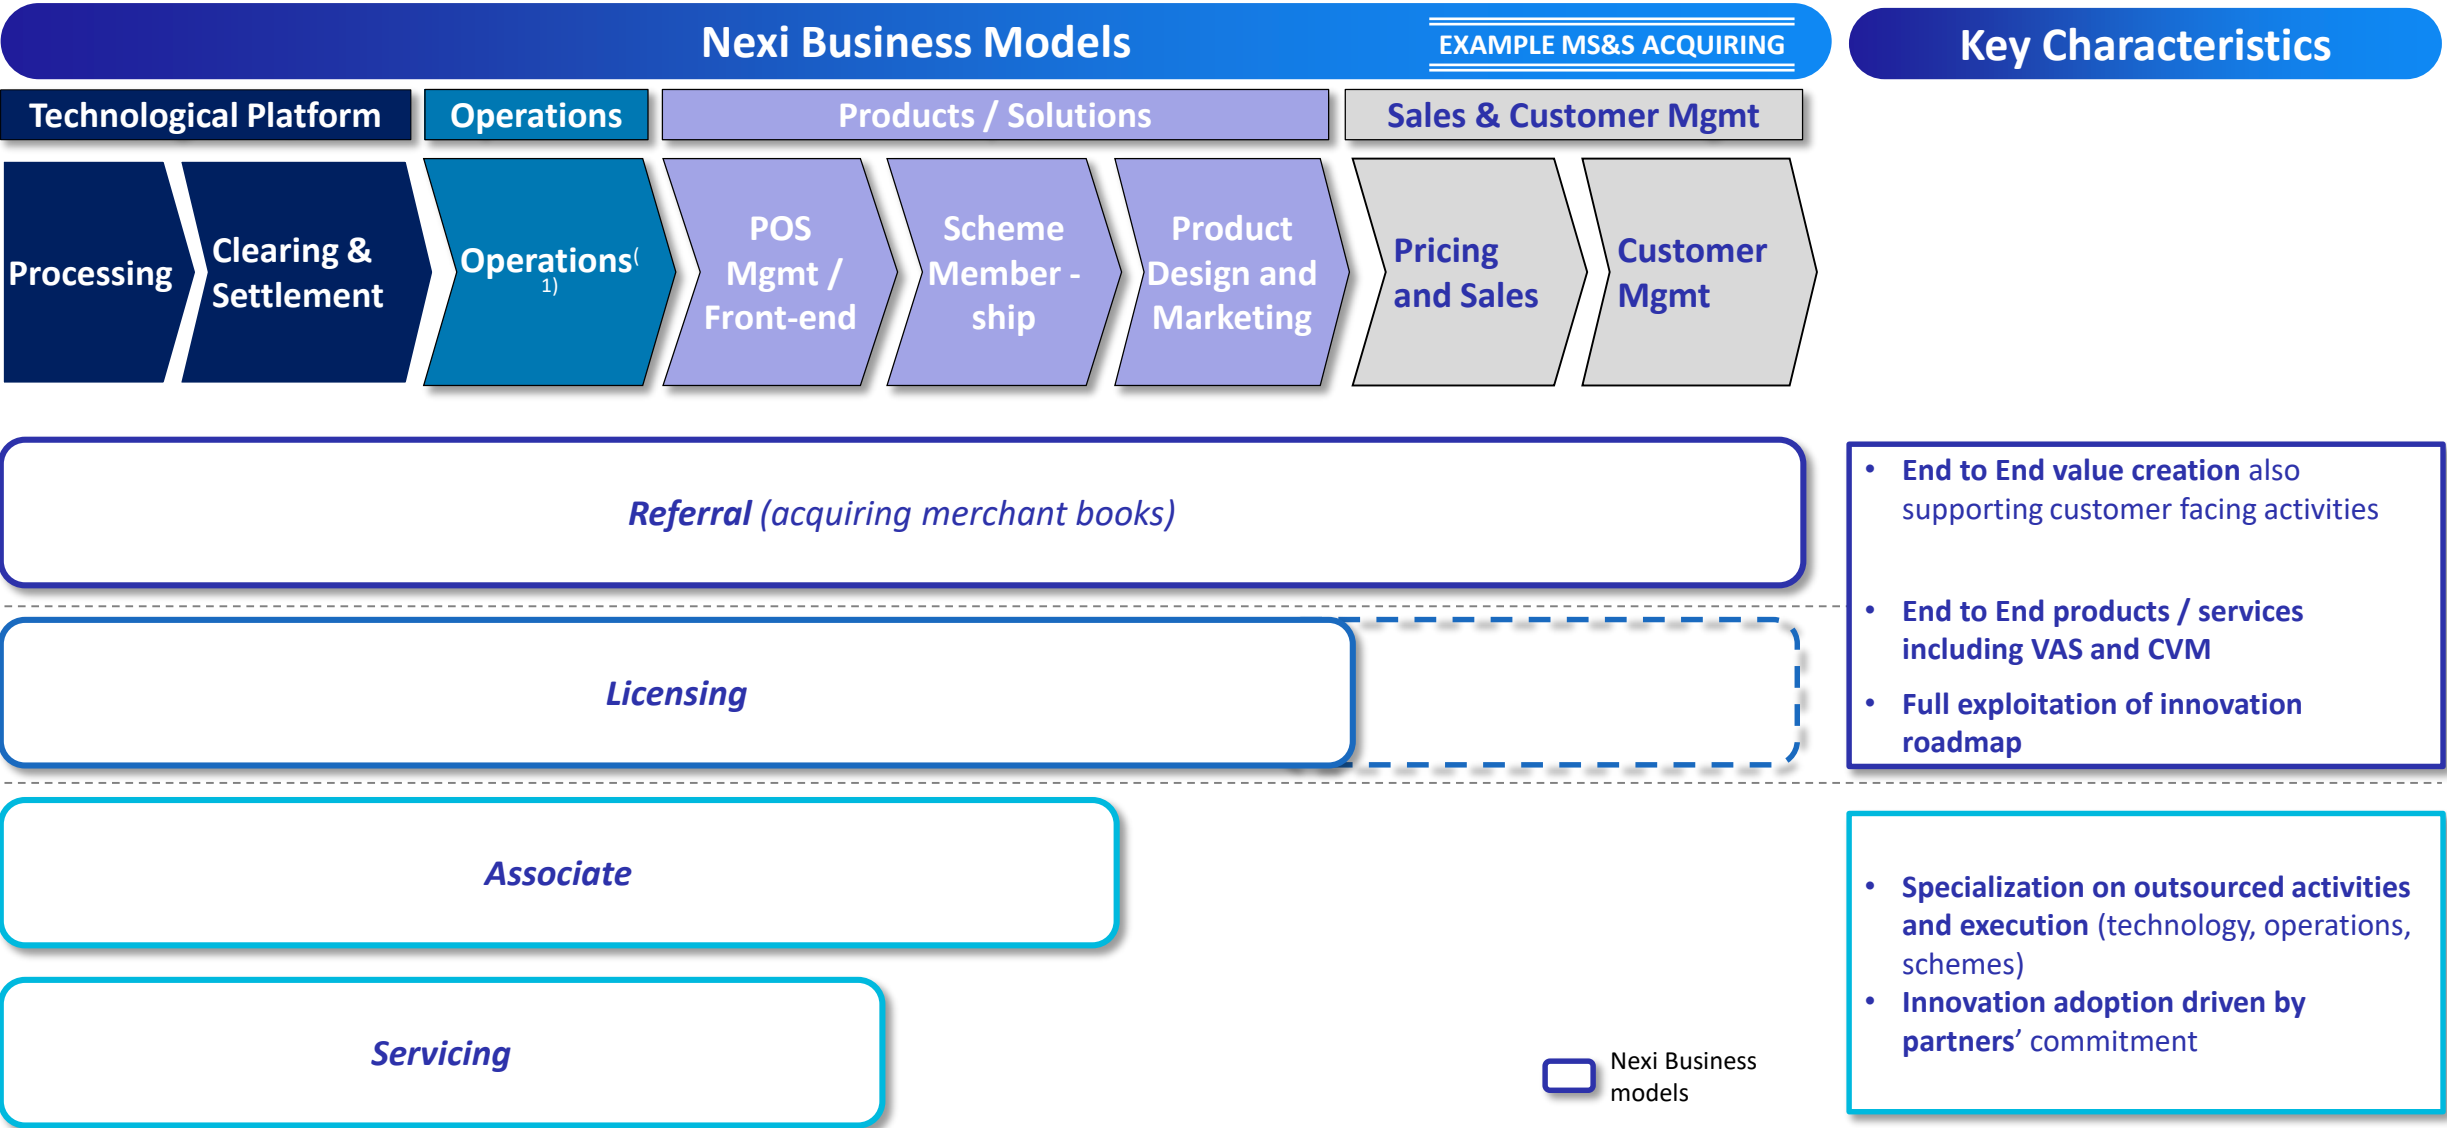 Nexi Business Models
EXAMPLE MS&S ACQUIRING
Key Characteristics
Technological Platform
Operations
Products / Solutions
Sales & Customer Mgmt
Processing
Clearing &
Settlement
Operations(
1)
POS
Mgmt /
Front-end
Scheme
Member -
ship
Product
Design and
Marketing
Pricing
and Sales
Customer
Mgmt
Referral (acquiring merchant books)
• End to End value creation also
supporting customer facing activities
• End to End products / services
including VAS and CVM
• Full exploitation of innovation
roadmap
Licensing
Associate
Servicing
• Specialization on outsourced activities
and execution (technology, operations,
schemes)
• Innovation adoption driven by
partners’ commitment
Nexi Business
models